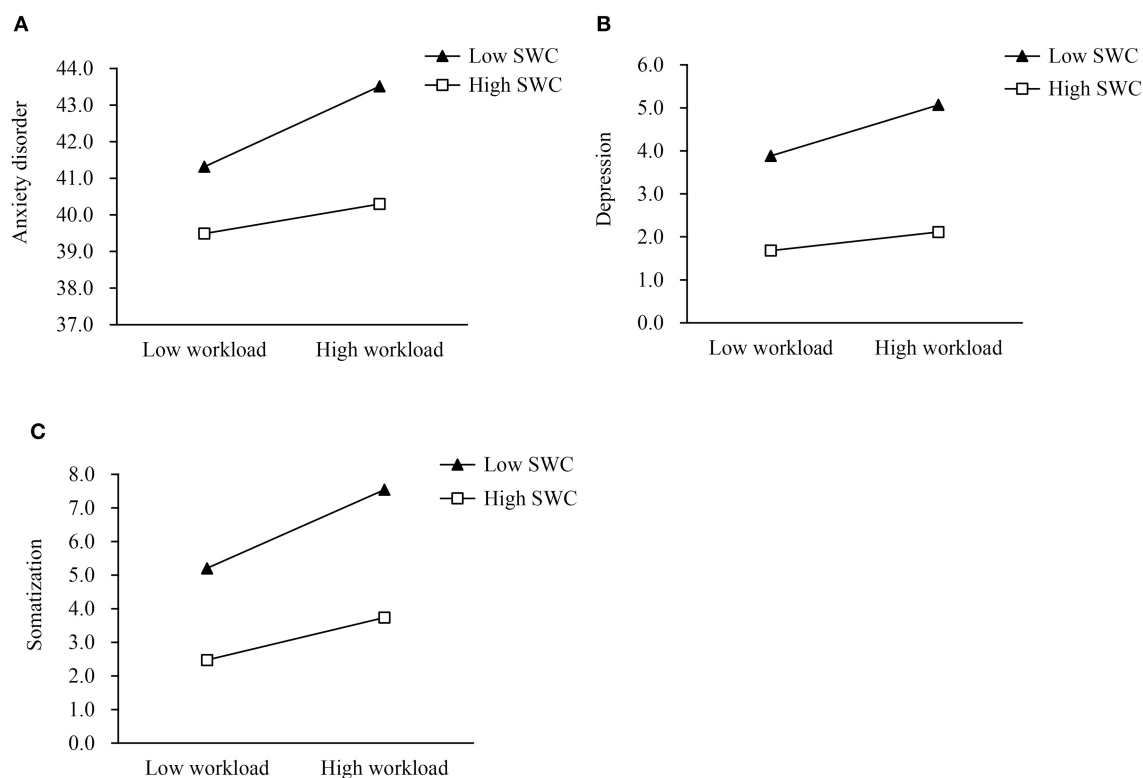 A
Low SWC
High SWC
44.0
43.0
42.0
41.0
40.0
39.0
38.0
37.0
Anxiety disorder
Low workload High workload
B
Low SWC
High SWC
6.0
5.0
4.0
3.0
2.0
1.0
0.0
Depression
Low workload High workload
C
Low SWC
High SWC
8.0
7.0
6.0
5.0
4.0
3.0
2.0
1.0
0.0
Somatization
Low workload High workload